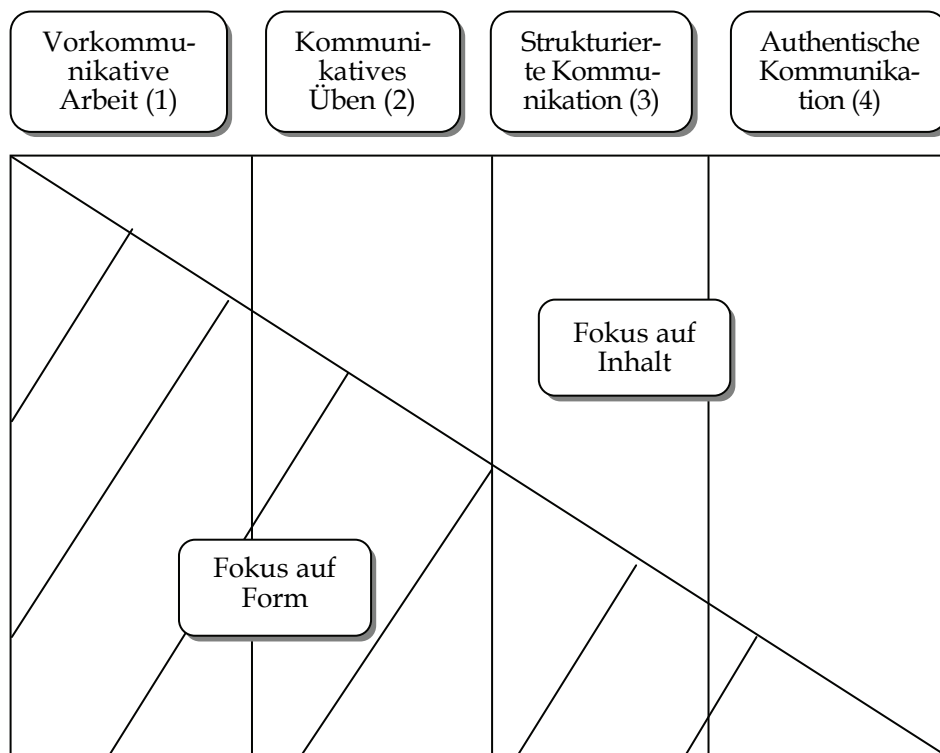 Vorkommu-
nikative
Arbeit (1)
Kommuni-
katives
Üben (2)
Strukturier-
te Kommu-
nikation (3)
Authentische
Kommunika-
tion (4)
Fokus auf
Inhalt
Fokus auf
Form